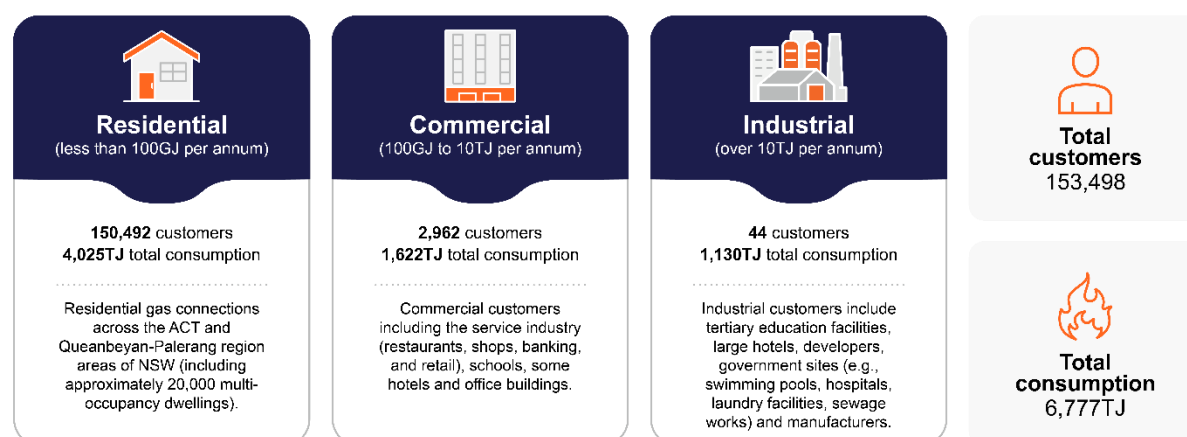 Residential
(less than 100GJ per annum)
150,492 customers
4,025TJ total consumption
Residential gas connections
across the ACT and
Queanbeyan-Palerang region
areas of NSW (including
approximately 20,000 multi-
occupancy dwellings).
Commercial
(100GJ to 10TJ per annum)
2,962 customers
1,622TJ total consumption
Commercial customers
including the service industry
(restaurants, shops, banking,
and retail), schools, some
hotels and office buildings.
Industrial
(over 10TJ per annum)
44 customers
1,130TJ total consumption
Industrial customers include
tertiary education facilities,
large hotels, developers,
government sites (e.g.,
swimming pools, hospitals,
laundry facilities, sewage
works) and manufacturers.
Total
customers
153,498
Total
consumption
6,777TJ